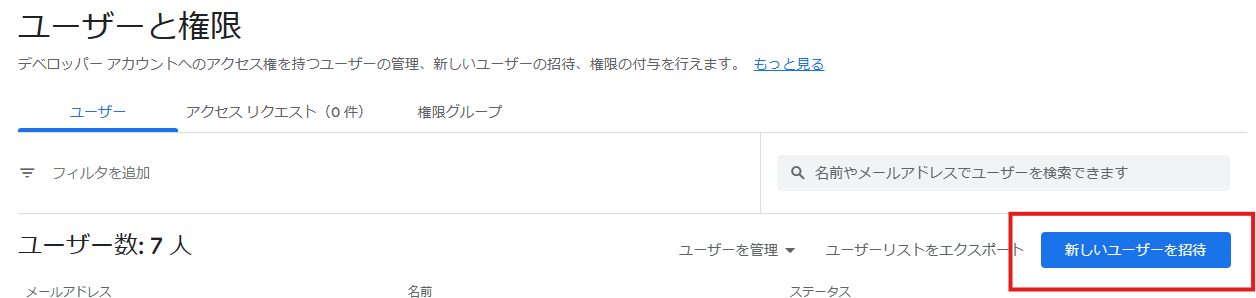 ユーザーと権限
デベロッパー アカウントへのアクセス権を持つユーザーの管理、新しいユーザーの招待、権限の付与を行えます。 もっと見る
ユーザー アクセス リクエスト（0 件） 権限グループ
フィルタを追加 名前やメールアドレスでユーザーを検索できます
ユーザー数: 7 人 ユーザーを管理 ユーザーリストをエクスポート 新しいユーザーを招待
メールアドレス 名前 ステータス